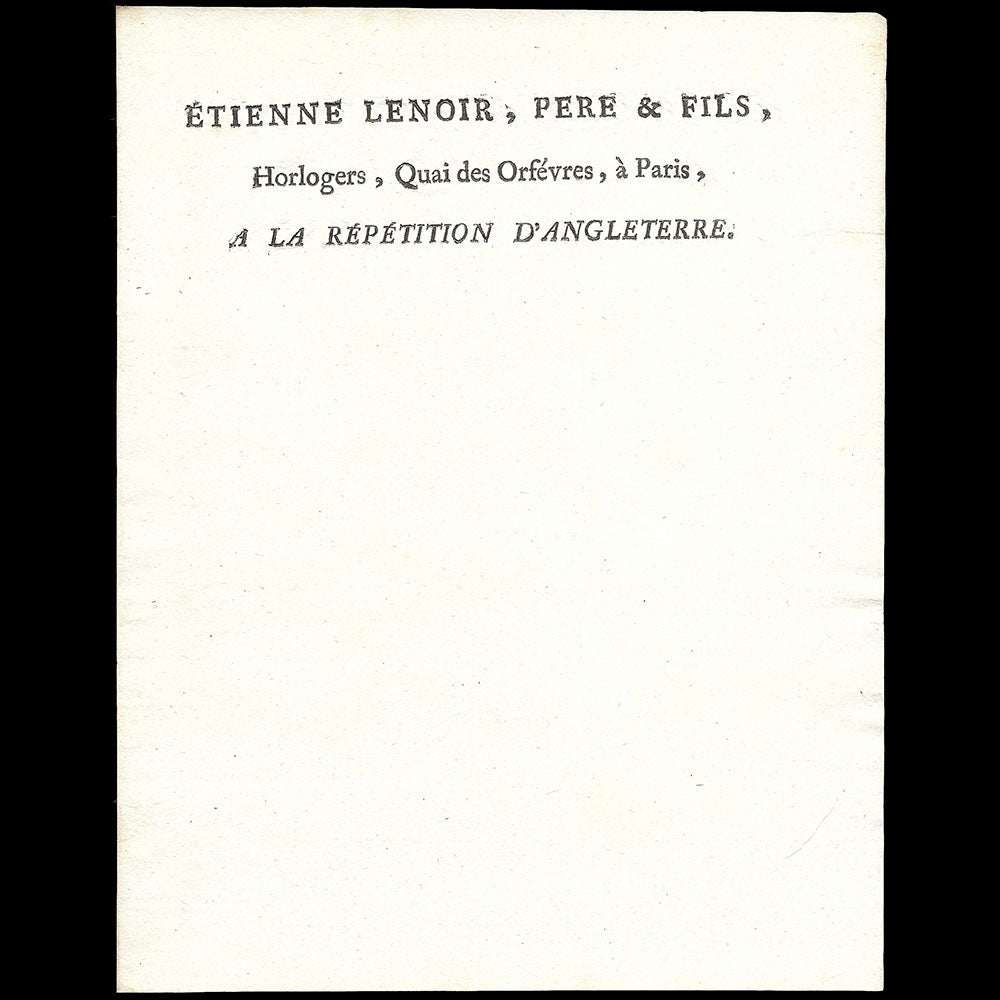 ÉTIENNE LENOIR, PERE & FILS,
Horlogers, Quai des Orfévres, à Paris,
A LA RÉPÉTITION D'ANGLETERRE.